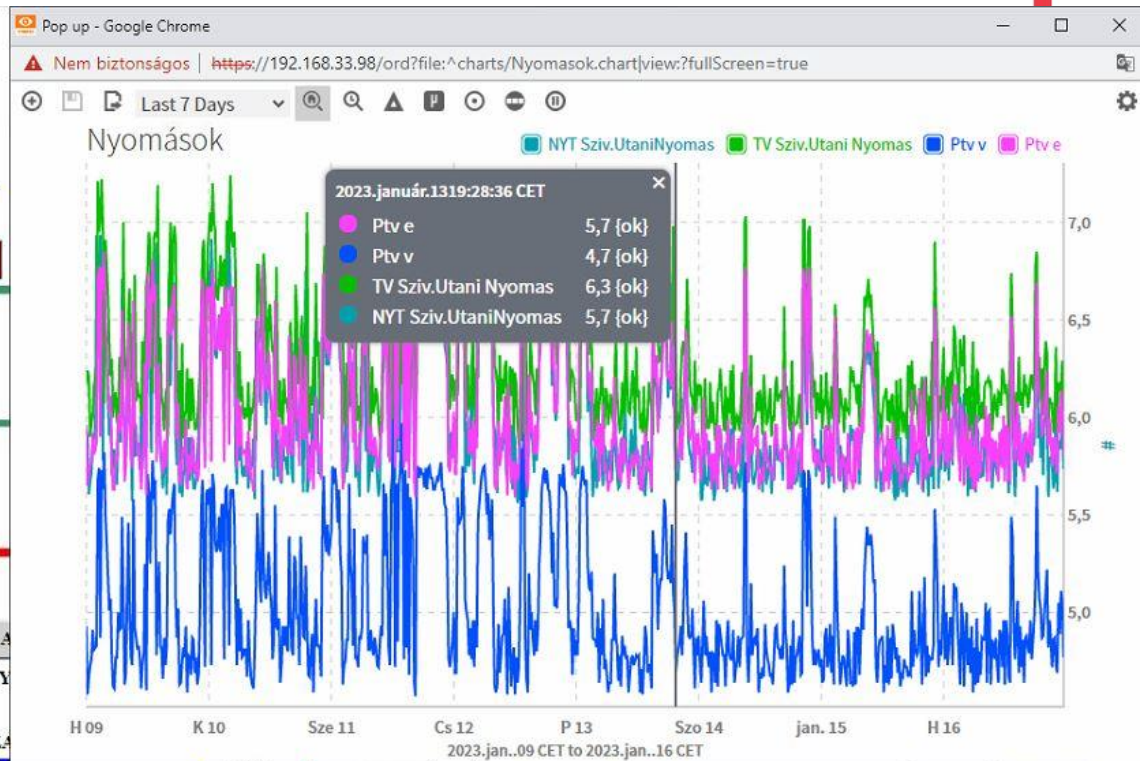 Pop up - Google Chrome
Nem biztonságos | https://192.168.33.98/ord?file:^charts/Nyomasok.chart|view:?fullScreen=true
Last 7 Days
Nyomások
NYT Sziv.UtaniNyomas TV Sziv.Utani Nyomas Ptv v Ptv e
2023.január.1319:28:36 CET
Ptv e 5,7 {ok}
Ptv v 4,7 {ok}
TV Sziv.Utani Nyomas 6,3 {ok}
NYT Sziv.UtaniNyomas 5,7 {ok}
7,0
6,5
6,0
#
5,5
5,0
H 09 K 10 Sze 11 Cs 12 P 13 Szo 14 jan. 15 H 16
2023.jan..09 CET to 2023.jan..16 CET